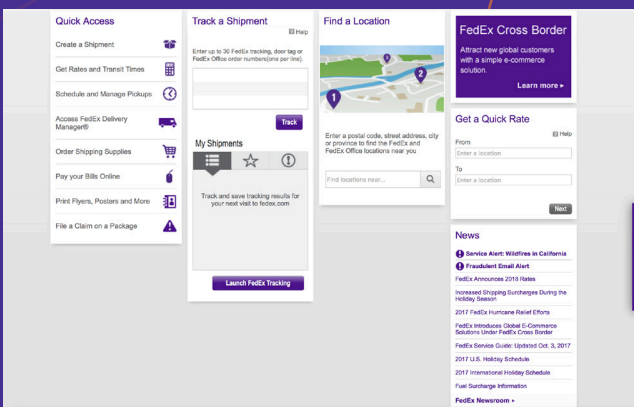 Quick Access
Create a Shipment
Get Rates and Transit Times
Schedule and Manage Pickups
Access FedEx Delivery
Manager®
Order Shipping Supplies
Pay your Bills Online
Print Flyers, Posters and More
File a Claim on a Package
Track a Shipment
Help
Enter up to 30 FedEx tracking, door tag or
FedEx Office order numbers(one per line).
Track
My Shipments
Track and save tracking results for
your next visit to fedex.com
Launch FedEx Tracking
Find a Location
3
2
1
Enter a postal code, street address, city
or province to find the FedEx and
FedEx Office locations near you
Find locations near...
FedEx Cross Border
Attract new global customers
with a simple e-commerce
solution.
Learn more ▸
Get a Quick Rate
Help
From
Enter a location
To
Enter a location
Next
News
Service Alert: Wildfires in California
Fraudulent Email Alert
FedEx Announces 2018 Rates
Increased Shipping Surcharges During the
Holiday Season
2017 FedEx Hurricane Relief Efforts
FedEx Introduces Global E-Commerce
Solutions Under FedEx Cross Border
FedEx Service Guide: Updated Oct. 3, 2017
2017 U.S. Holiday Schedule
2017 International Holiday Schedule
Fuel Surcharge Information
FedEx Newsroom ▸